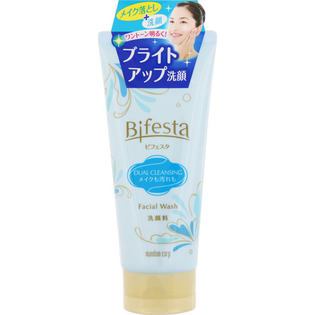 メイク落とし
+
洗顔
ワントーン明るく!
ブライト
アップ洗顔
Bifesta
ビフェスタ
DUAL CLEANSING
メイクも汚れも
Facial Wash
洗顔料
mandom corp.